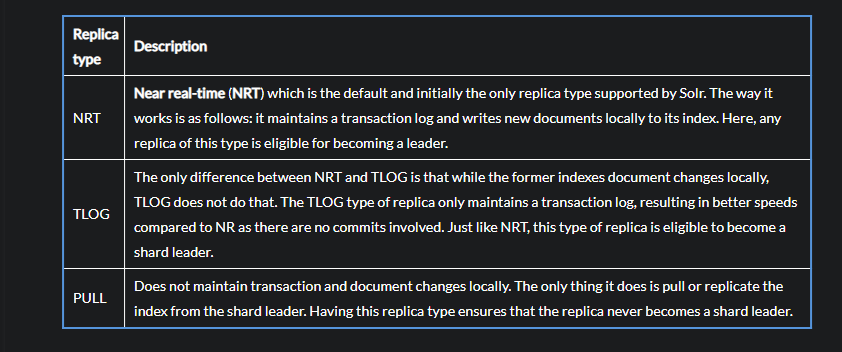 Replica
type
Description
NRT
Near real-time (NRT) which is the default and initially the only replica type supported by Solr. The way it
works is as follows: it maintains a transaction log and writes new documents locally to its index. Here, any
replica of this type is eligible for becoming a leader.
TLOG
The only difference between NRT and TLOG is that while the former indexes document changes locally,
TLOG does not do that. The TLOG type of replica only maintains a transaction log, resulting in better speeds
compared to NR as there are no commits involved. Just like NRT, this type of replica is eligible to become a
shard leader.
PULL
Does not maintain transaction and document changes locally. The only thing it does is pull or replicate the
index from the shard leader. Having this replica type ensures that the replica never becomes a shard leader.